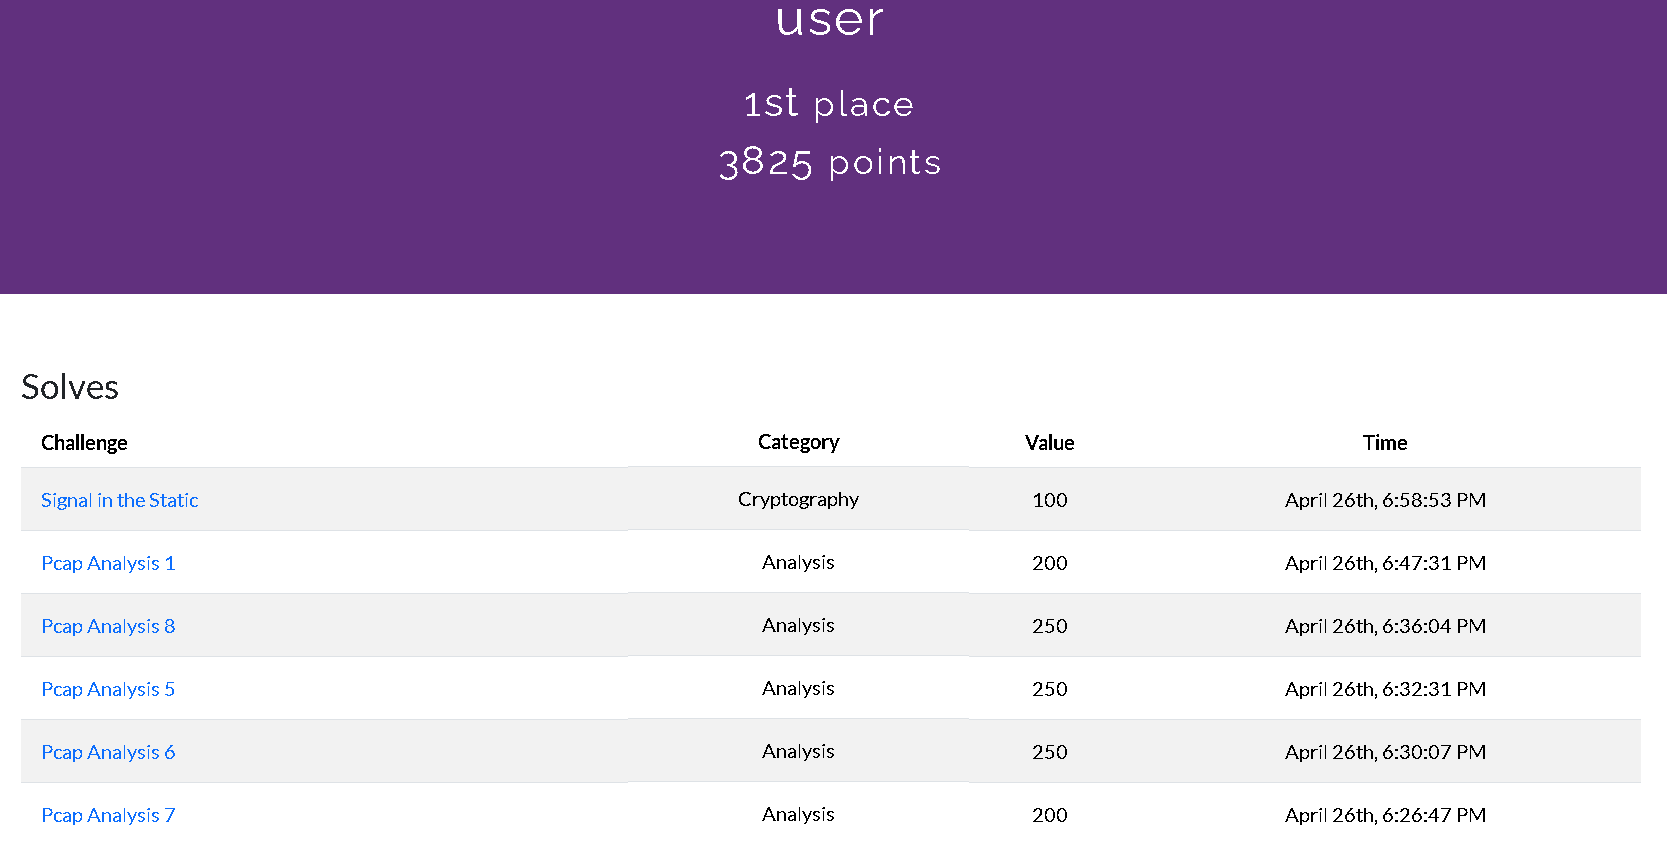 user
1st place
3825 points
Solves
Challenge Category Value Time
Signal in the Static Cryptography 100 April 26th, 6:58:53 PM
Pcap Analysis 1 Analysis 200 April 26th, 6:47:31 PM
Pcap Analysis 8 Analysis 250 April 26th, 6:36:04 PM
Pcap Analysis 5 Analysis 250 April 26th, 6:32:31 PM
Pcap Analysis 6 Analysis 250 April 26th, 6:30:07 PM
Pcap Analysis 7 Analysis 200 April 26th, 6:26:47 PM